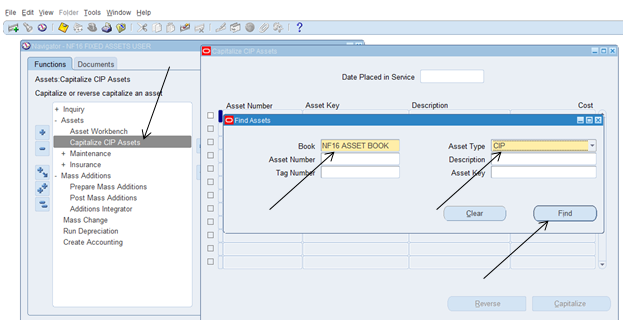 File Edit View Folder Tools Window Help
Navigator - NF16 FIXED ASSETS USER
Functions Documents
Assets:Capitalize CIP Assets
Capitalize or reverse capitalize an asset
+ Inquiry
- Assets
Asset Workbench
Capitalize CIP Assets
+ Maintenance
+ Insurance
- Mass Additions
Prepare Mass Additions
Post Mass Additions
Additions Integrator
Mass Change
Run Depreciation
Create Accounting
Capitalize CIP Assets
Date Placed in Service
Asset Number Asset Key Description Cost
Find Assets
Book NF16 ASSET BOOK Asset Type CIP
Asset Number Description
Tag Number Asset Key
Clear Find
Reverse Capitalize